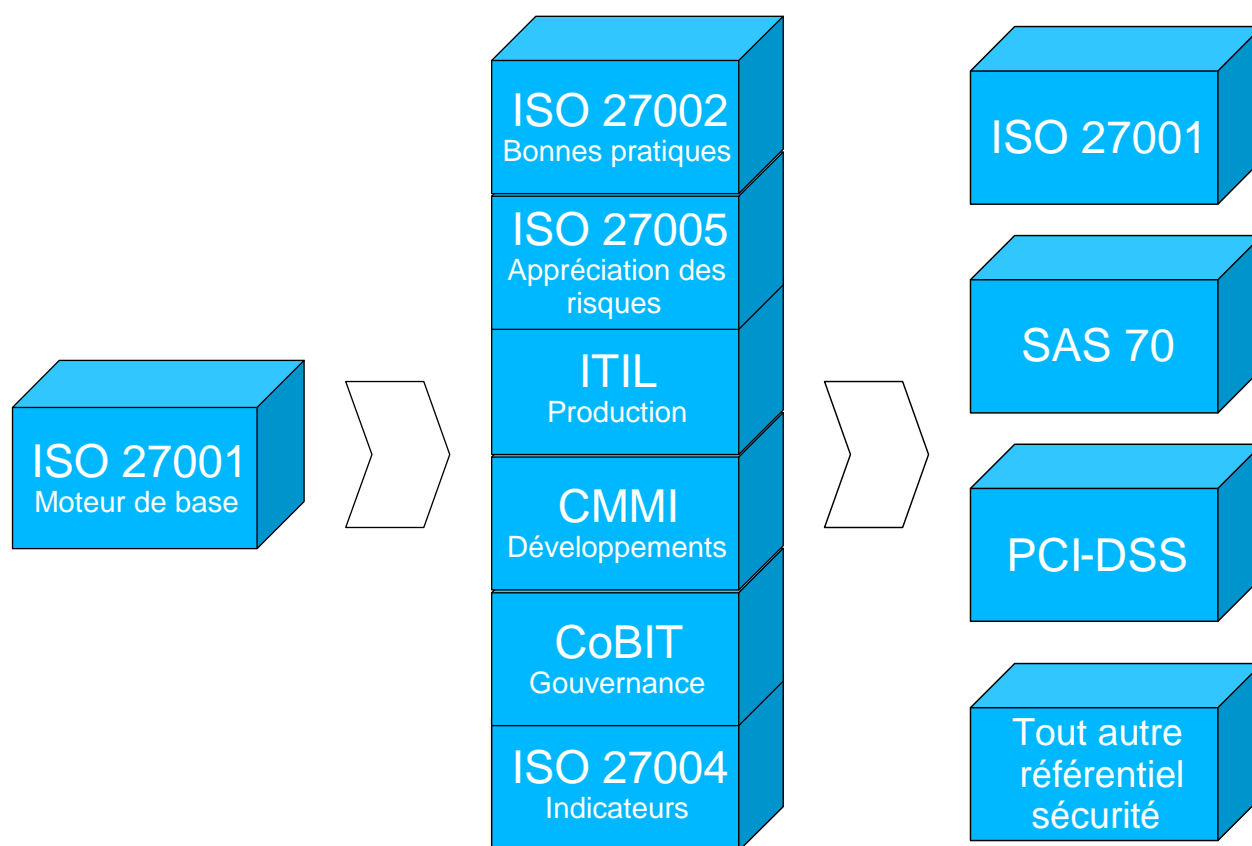 ISO 27001
Moteur de base
ISO 27002
Bonnes pratiques
ISO 27005
Appréciation des
risques
ITIL
Production
CMMI
Développements
CoBIT
Gouvernance
ISO 27004
Indicateurs
ISO 27001
SAS 70
PCI-DSS
Tout autre
référentiel
sécurité